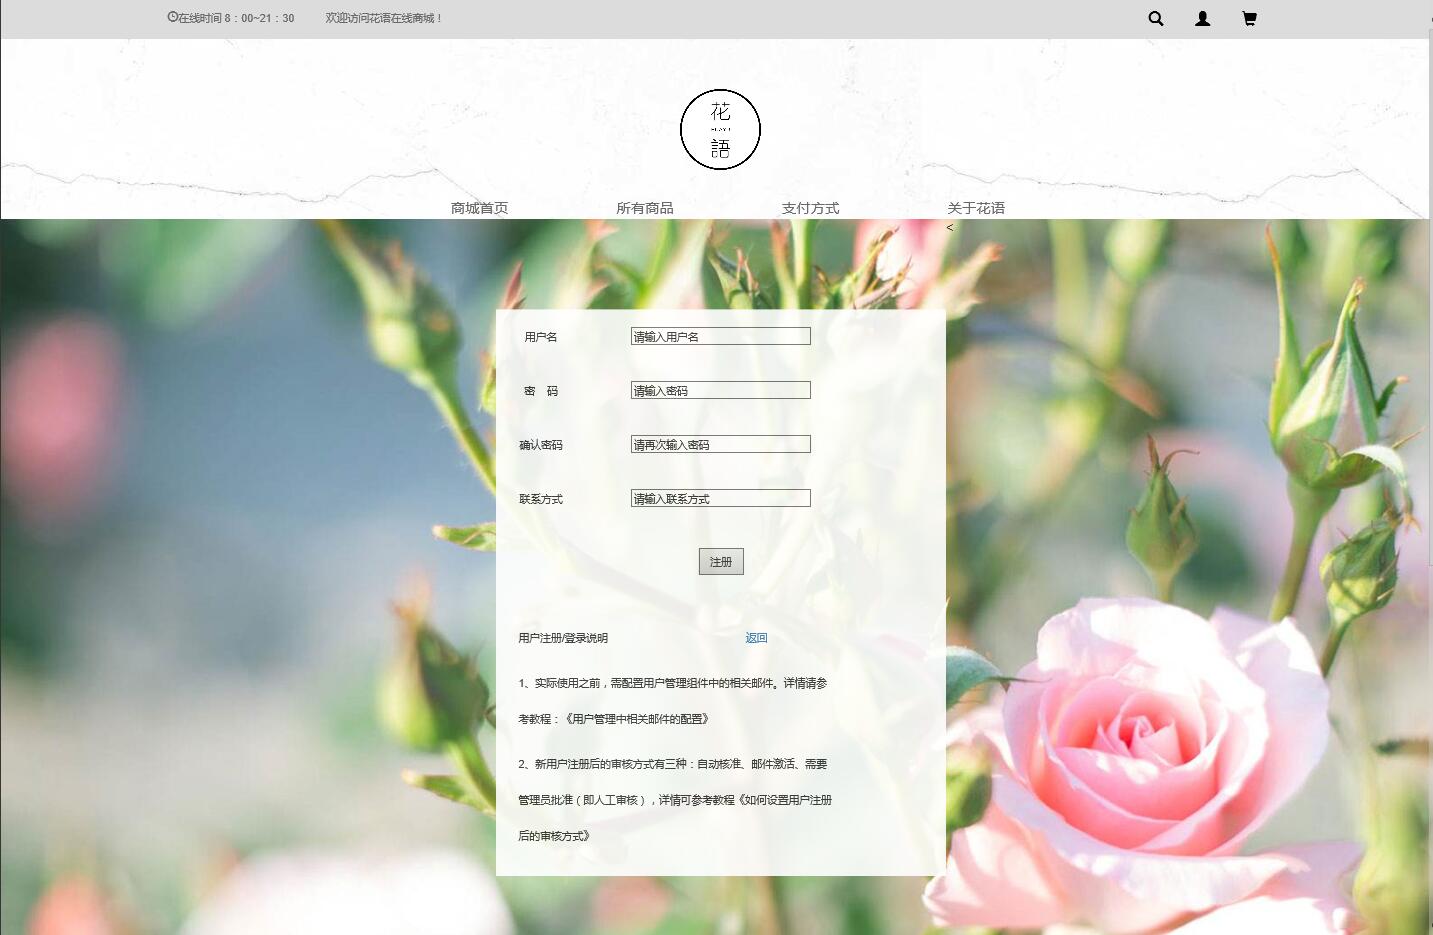 在线时间 8：00~21：30 欢迎访问花语在线商城！
花
語
商城首页 所有商品 支付方式 关于花语
<
用户名 请输入用户名
密 码 请输入密码
确认密码 请再次输入密码
联系方式 请输入联系方式
注册
用户注册/登录说明 返回
1、实际使用之前，需配置用户管理组件中的相关邮件。详情请参
考教程：《用户管理中相关邮件的配置》
2、新用户注册后的审核方式有三种：自动核准、邮件激活、需要
管理员批准（即人工审核），详情可参考教程《如何设置用户注册
后的审核方式》